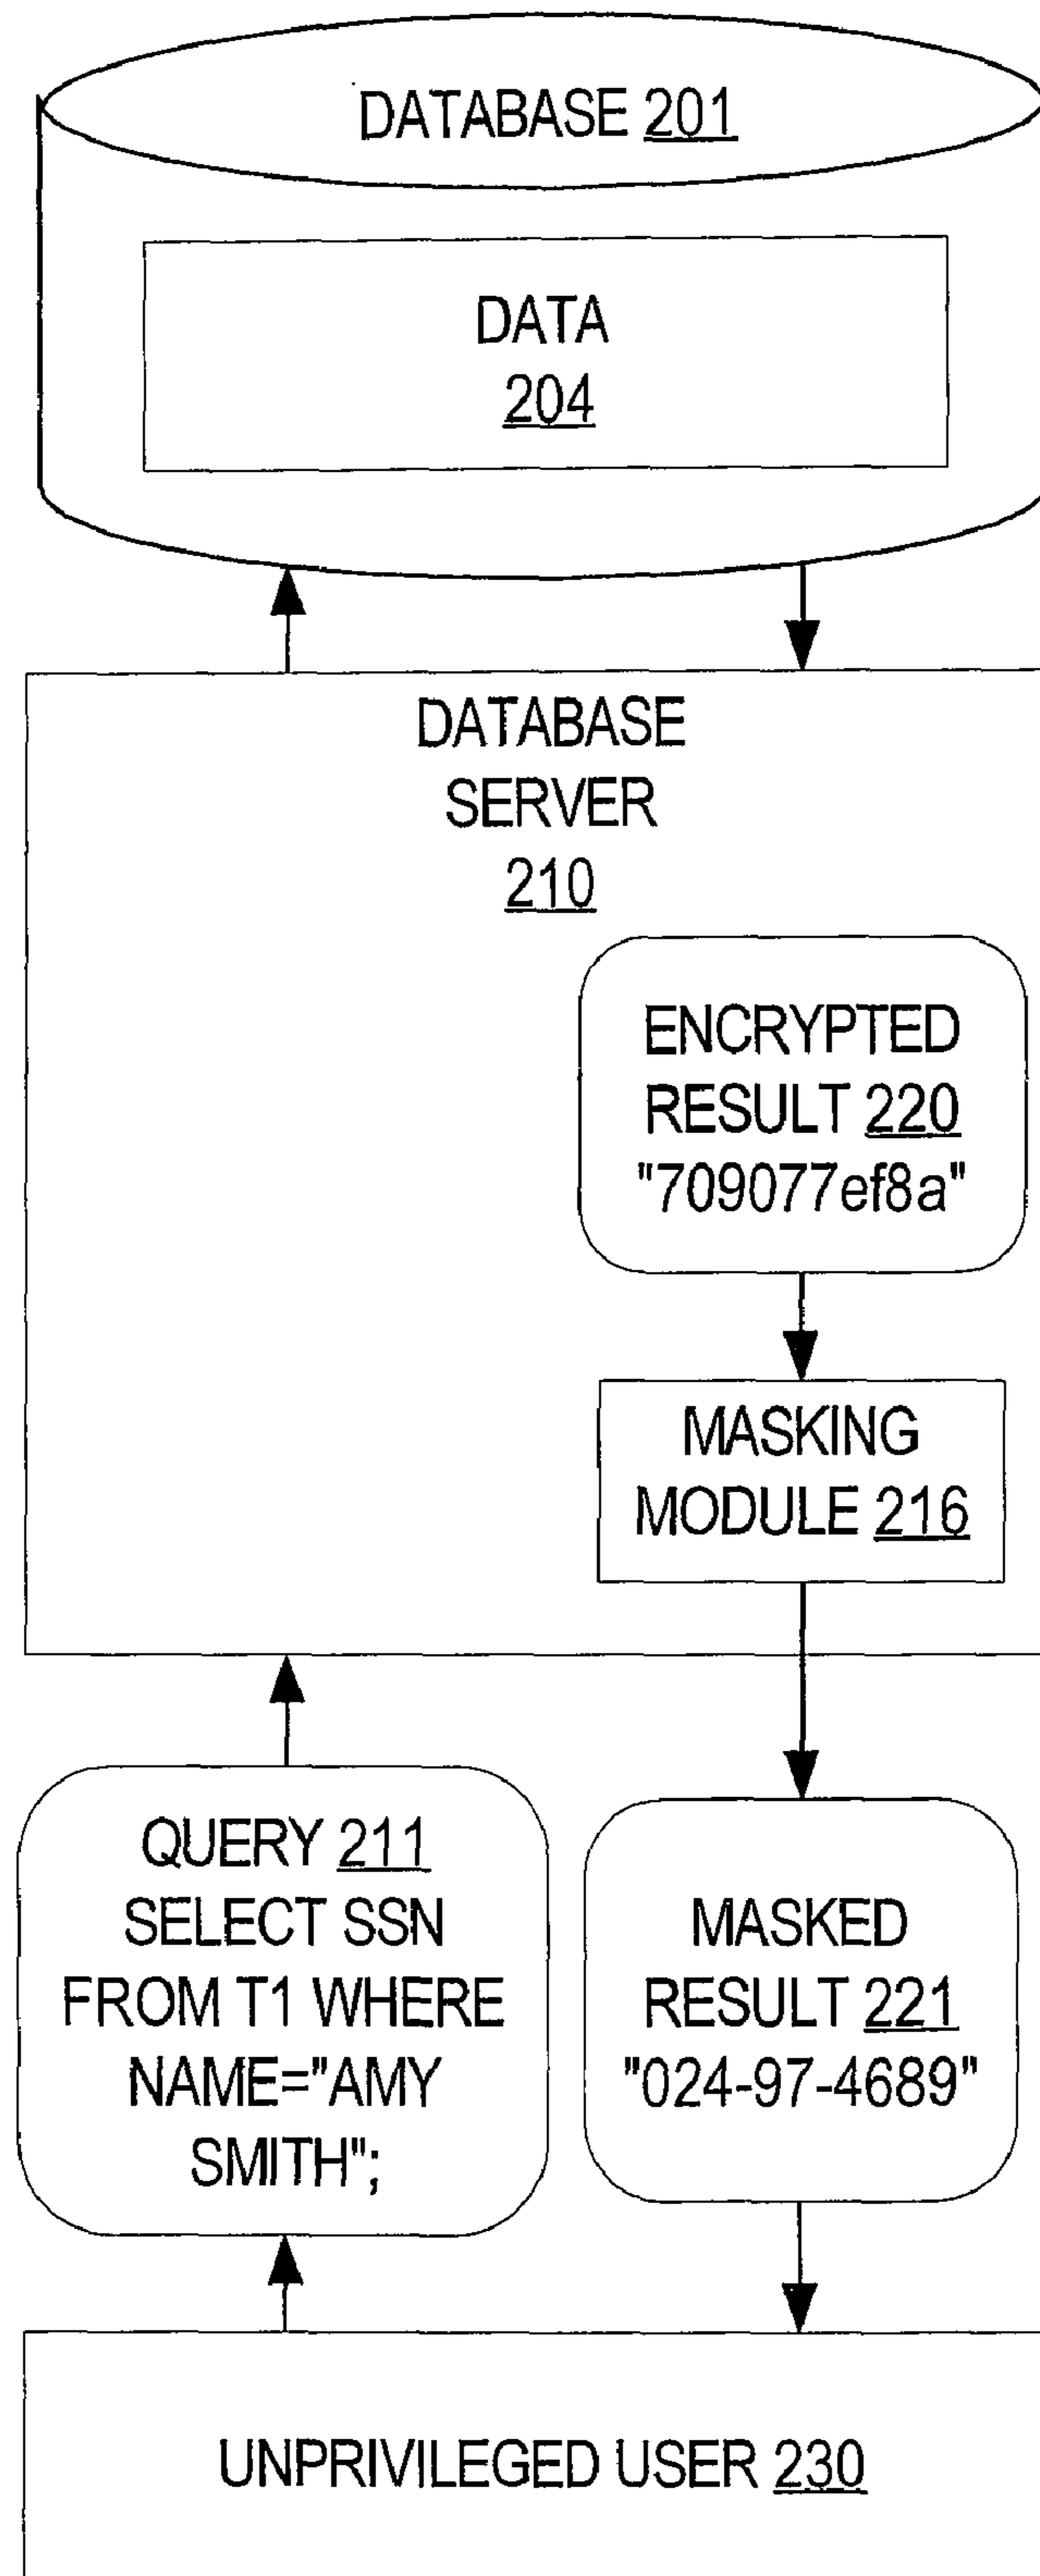 DATABASE 201
DATA
204
DATABASE
SERVER
210
ENCRYPTED
RESULT 220
"709077ef8a"
MASKING
MODULE 216
QUERY 211
SELECT SSN
FROM T1 WHERE
NAME="AMY
SMITH";
MASKED
RESULT 221
"024-97-4689"
UNPRIVILEGED USER 230